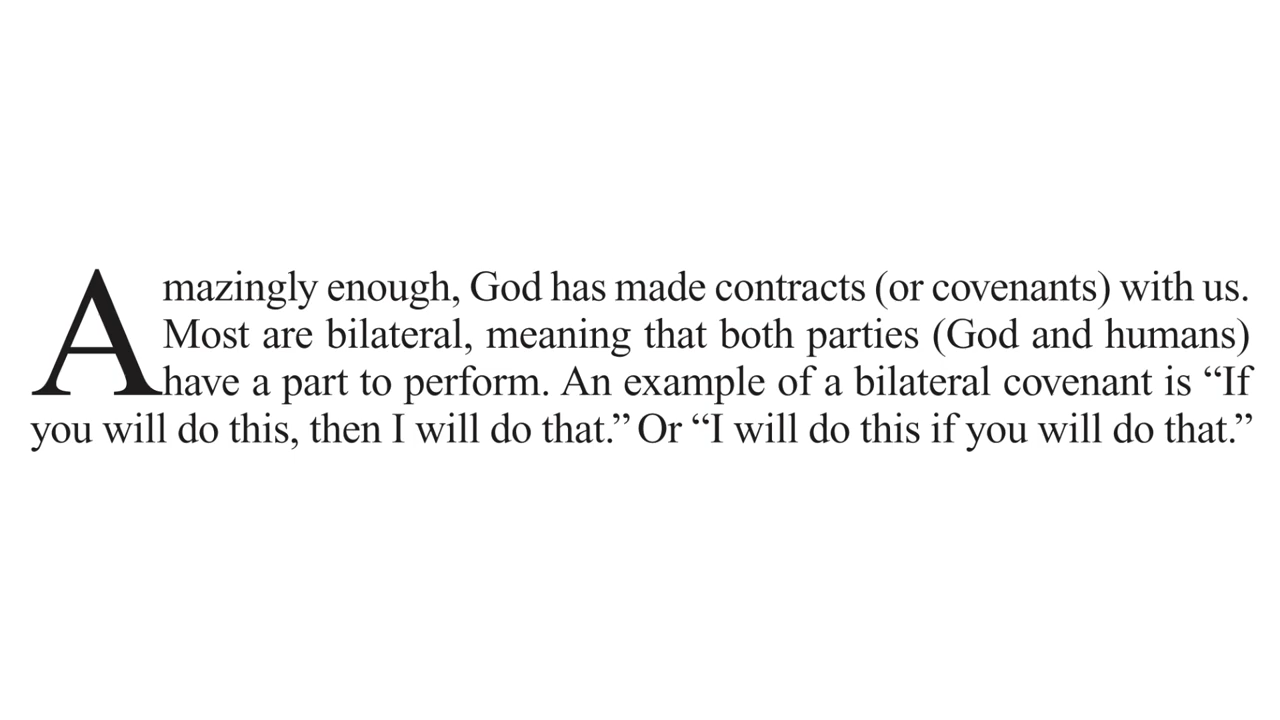 Amazingly enough, God has made contracts (or covenants) with us.
Most are bilateral, meaning that both parties (God and humans)
have a part to perform. An example of a bilateral covenant is “If
you will do this, then I will do that.” Or “I will do this if you will do that.”